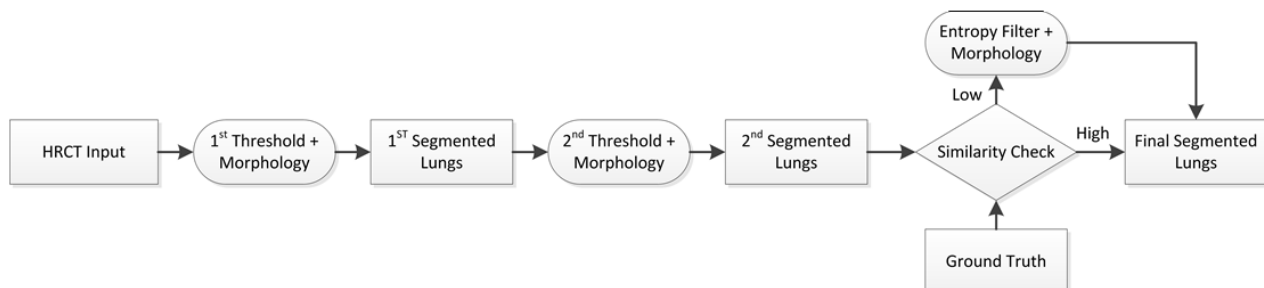 HRCT Input
1st Threshold +
Morphology
1ST Segmented
Lungs
2nd Threshold +
Morphology
2nd Segmented
Lungs
Similarity Check
Low
Entropy Filter +
Morphology
High
Final Segmented
Lungs
Ground Truth